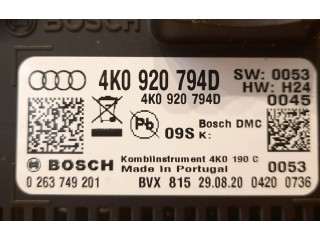 BOSCH
4K0 920 794D
SW: 0053
HW: H24
4K0 920 794D
0045
Pb
09S
Bosch DMC
K:
BOSCH
Kombiinstrument 4K0 190 C
0053
Made in Portugal
0 263 749 201
BVX 815 29.08.20 0420 0736